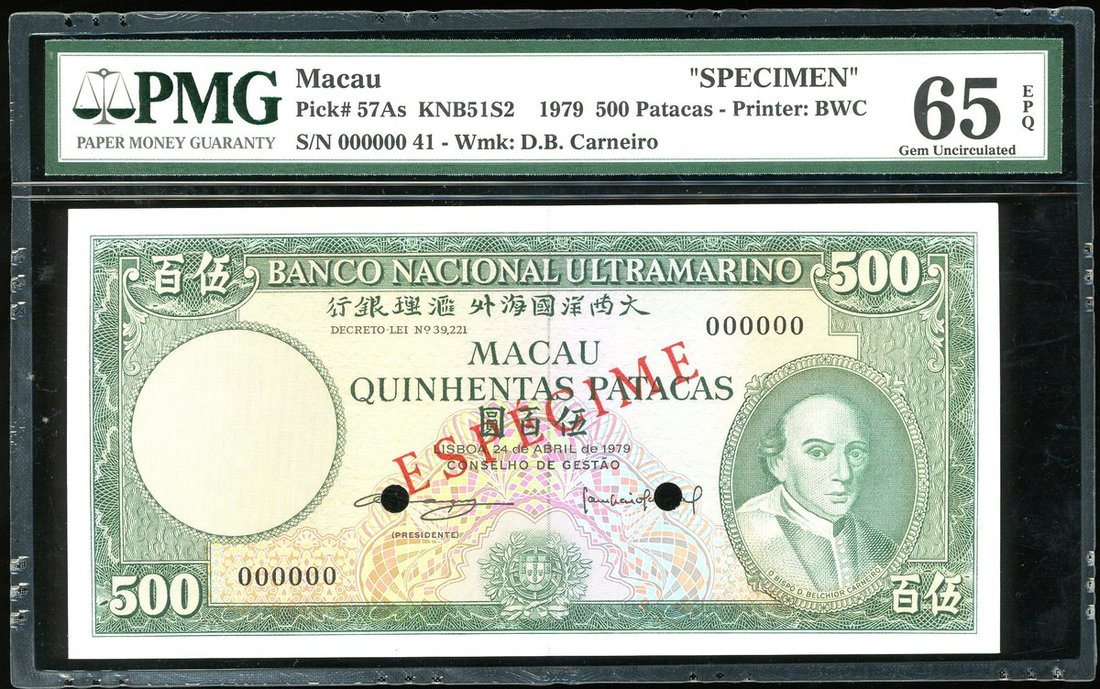 PMG
PAPER MONEY GUARANTY
Macau "SPECIMEN"
Pick# 57As KNB51S2 1979 500 Patacas - Printer: BWC
S/N 000000 41 - Wmk: D.B. Carneiro
65 EPQ
Gem Uncirculated
百伍 BANCO NACIONAL ULTRAMARINO 500
行銀理滙 外海國洋西大
DECRETO-LEI Nº 39,221
000000
MACAU
QUINHENTAS PATACAS
圓百伍
ESPÉCIME
LISBOA, 24 de ABRIL de 1979
CONSELHO DE GESTÃO
(PRESIDENTE)
000000
O BISPO D. BELCHIOR CARNEIRO
500 百伍